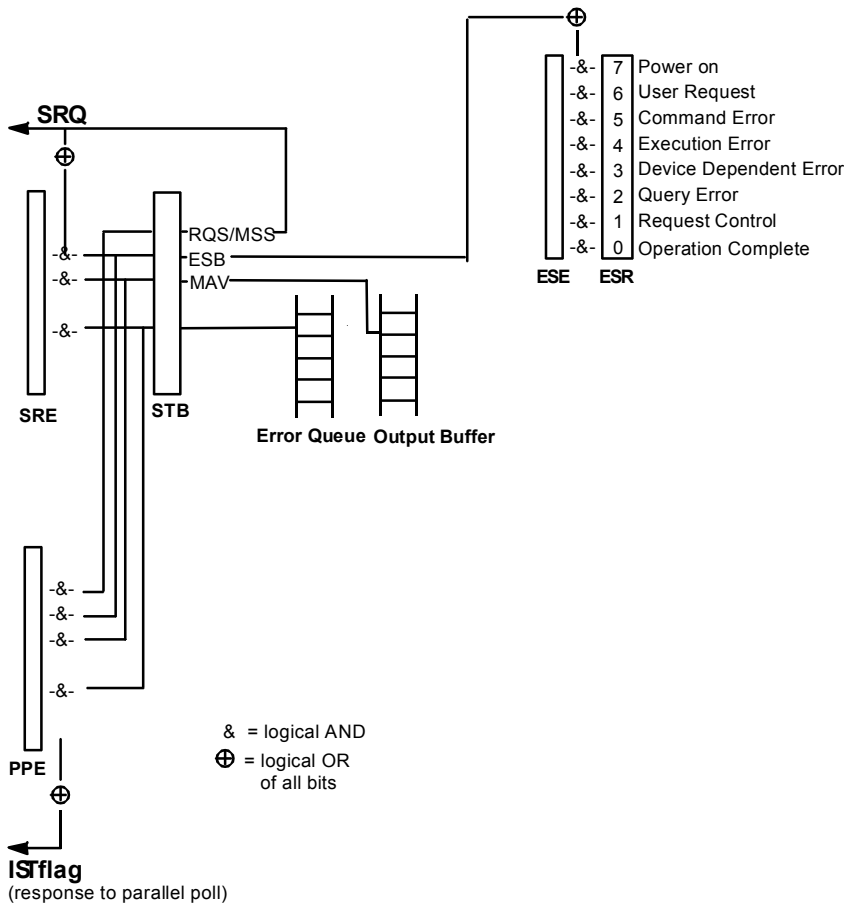 -&- 7 Power on
-&- 6 User Request
-&- 5 Command Error
-&- 4 Execution Error
-&- 3 Device Dependent Error
-&- 2 Query Error
-&- 1 Request Control
-&- 0 Operation Complete
ESE ESR
SRQ
RQS/MSS
-&- ESB
-&- MAV
-&-
SRE STB
Error Queue Output Buffer
-&-
-&-
-&-
-&-
PPE
& = logical AND
⊕ = logical OR
of all bits
ISTflag
(response to parallel poll)